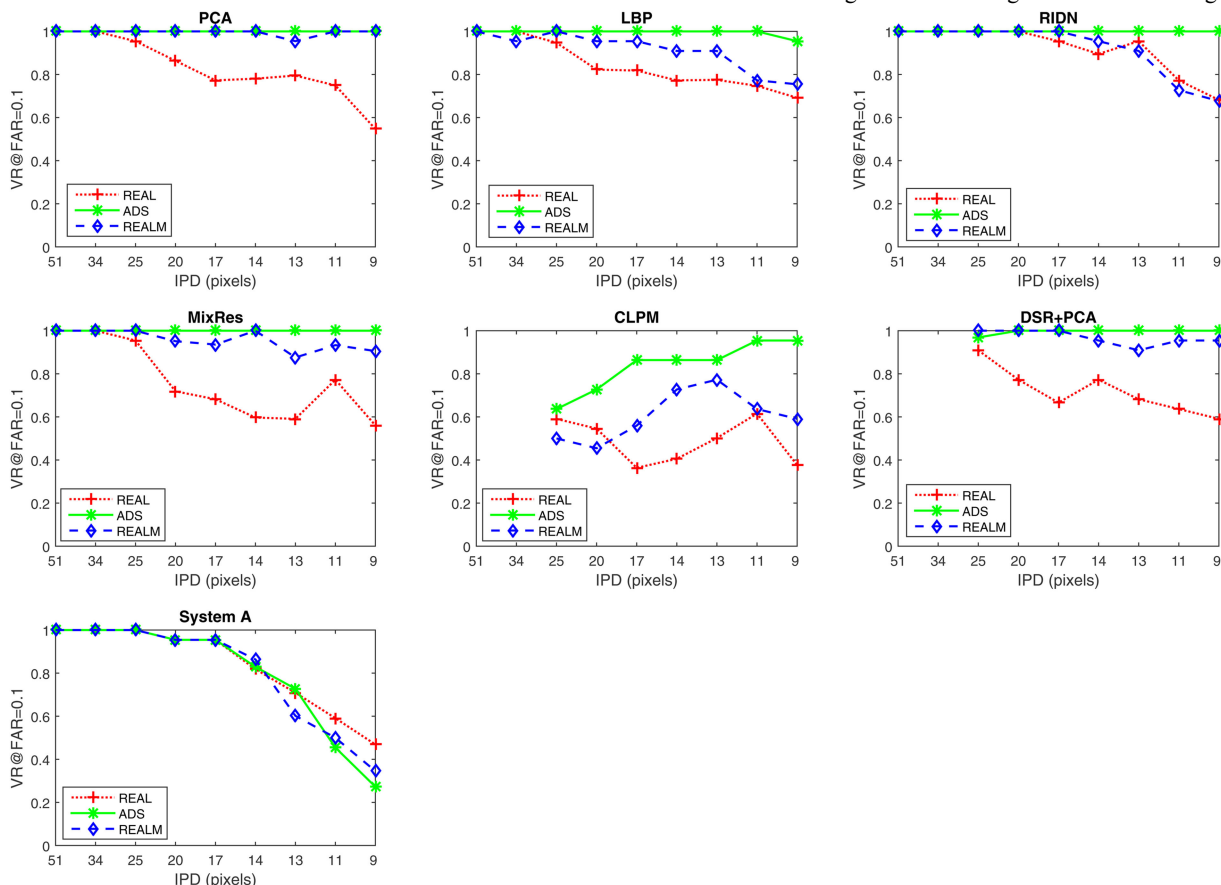 PCA
VR@FAR=0.1
1
0.8
0.6
0.4
0.2
0
REAL
ADS
REALM
51 34 25 20 17 14 13 11 9
IPD (pixels)
LBP
VR@FAR=0.1
1
0.8
0.6
0.4
0.2
0
REAL
ADS
REALM
51 34 25 20 17 14 13 11 9
IPD (pixels)
RIDN
VR@FAR=0.1
1
0.8
0.6
0.4
0.2
0
REAL
ADS
REALM
51 34 25 20 17 14 13 11 9
IPD (pixels)
MixRes
VR@FAR=0.1
1
0.8
0.6
0.4
0.2
0
REAL
ADS
REALM
51 34 25 20 17 14 13 11 9
IPD (pixels)
CLPM
VR@FAR=0.1
1
0.8
0.6
0.4
0.2
0
REAL
ADS
REALM
51 34 25 20 17 14 13 11 9
IPD (pixels)
DSR+PCA
VR@FAR=0.1
1
0.8
0.6
0.4
0.2
0
REAL
ADS
REALM
51 34 25 20 17 14 13 11 9
IPD (pixels)
System A
VR@FAR=0.1
1
0.8
0.6
0.4
0.2
0
REAL
ADS
REALM
51 34 25 20 17 14 13 11 9
IPD (pixels)